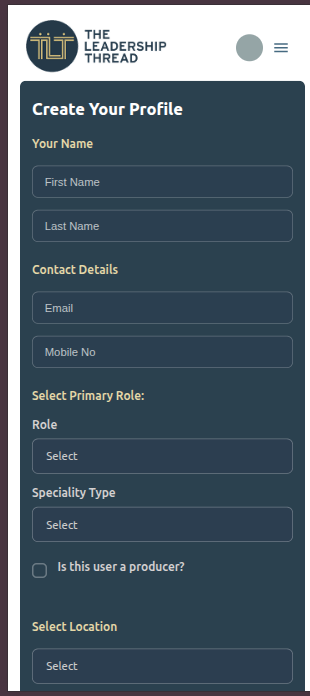 THE
LEADERSHIP
THREAD
Create Your Profile
Your Name
First Name
Last Name
Contact Details
Email
Mobile No
Select Primary Role:
Role
Select
Speciality Type
Select
Is this user a producer?
Select Location
Select